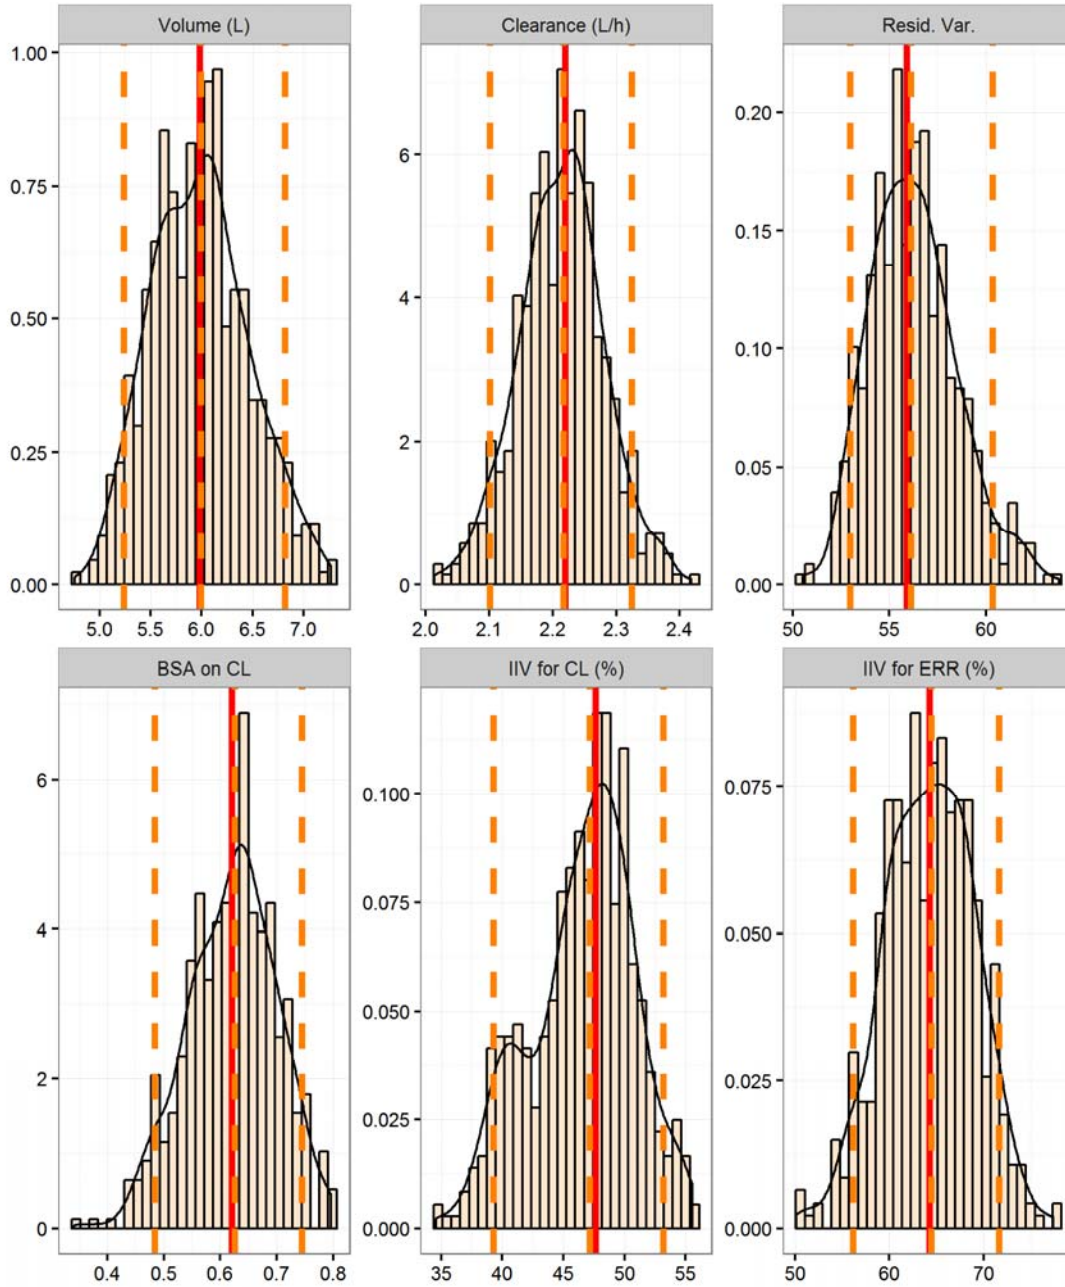 Volume (L)
Clearance (L/h)
Resid. Var.
1.00
0.75
0.50
0.25
0.00
5.0 5.5 6.0 6.5 7.0
6
4
2
0
2.0 2.1 2.2 2.3 2.4
0.20
0.15
0.10
0.05
0.00
50 55 60
BSA on CL
IIV for CL (%)
IIV for ERR (%)
6
4
2
0
0.4 0.5 0.6 0.7 0.8
0.100
0.075
0.050
0.025
0.000
35 40 45 50 55
0.075
0.050
0.025
0.000
50 60 70